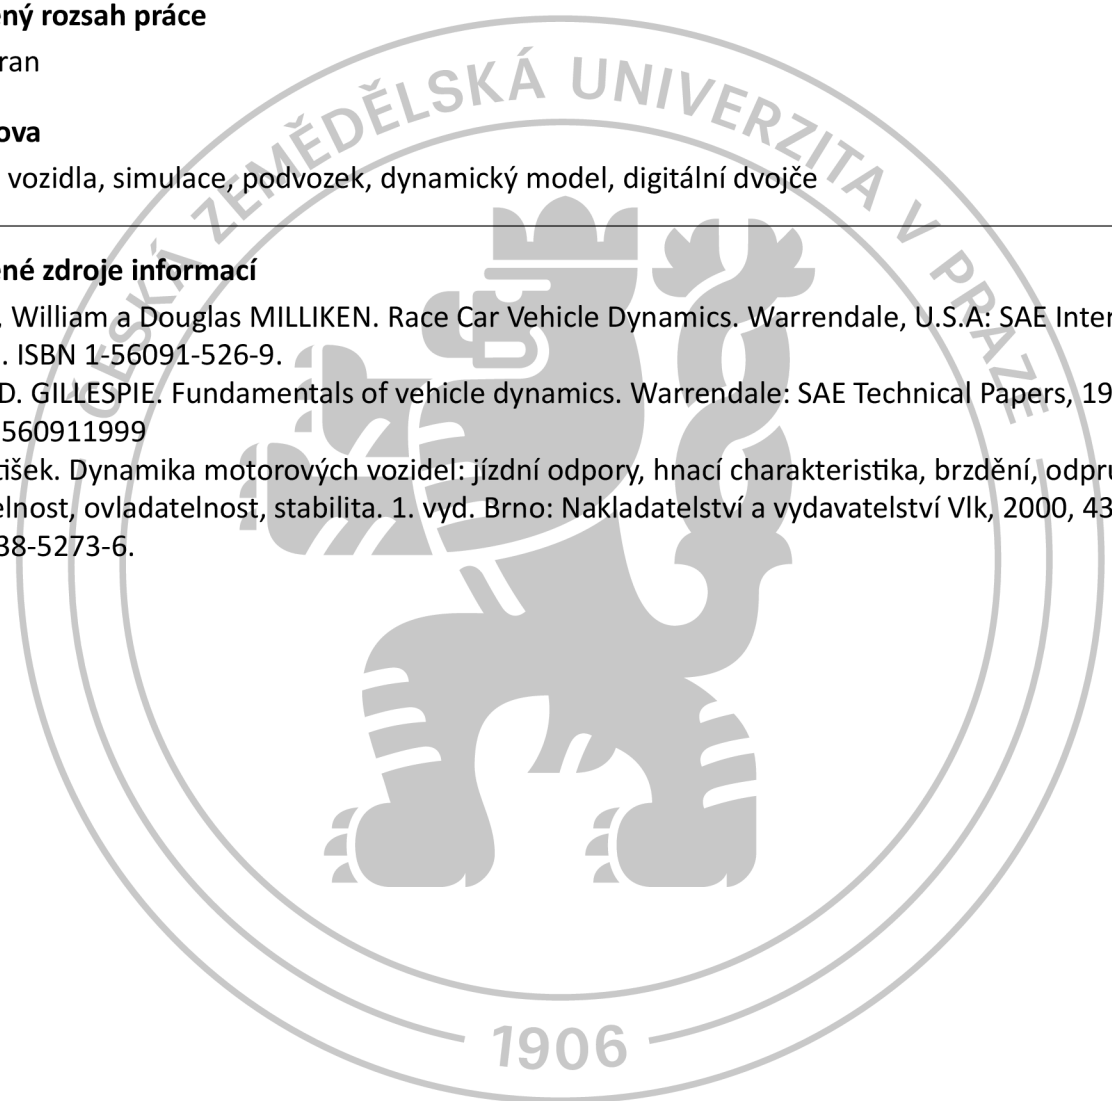 ený rozsah práce
ran
ova
vozidla, simulace, podvozek, dynamický model, digitální dvojče
ené zdroje informací
, William a Douglas MILLIKEN. Race Car Vehicle Dynamics. Warrendale, U.S.A: SAE Inter
. ISBN 1-56091-526-9.
D. GILLESPIE. Fundamentals of vehicle dynamics. Warrendale: SAE Technical Papers, 19
560911999
tišek. Dynamika motorových vozidel: jízdní odpory, hnací charakteristika, brzdění, odpru
elnost, ovladatelnost, stabilita. 1. vyd. Brno: Nakladatelství a vydavatelství Vlk, 2000, 43
38-5273-6.
ČESKÁ ZEMĚDĚLSKÁ UNIVERZITA V PRAZE
1906